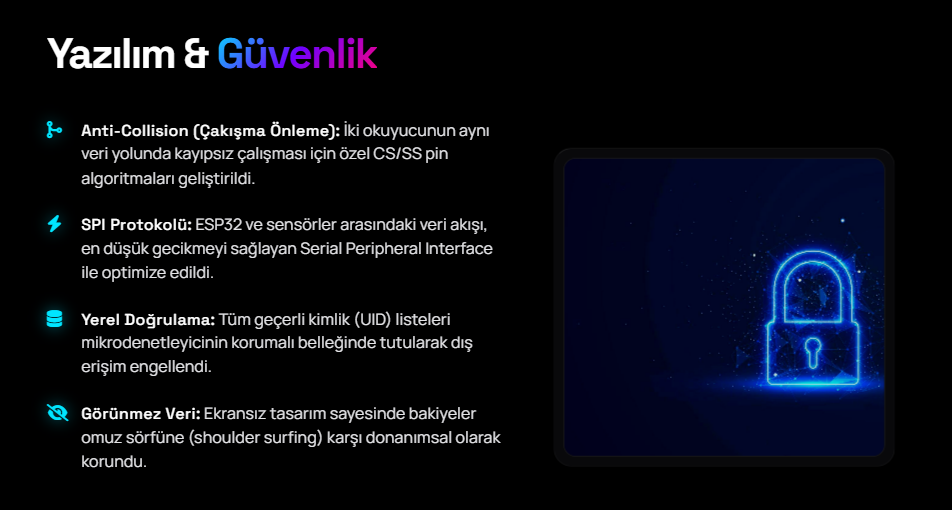 Yazılım & Güvenlik
Anti-Collision (Çakışma Önleme): İki okuyucunun aynı
veri yolunda kayıpsız çalışması için özel CS/SS pin
algoritmaları geliştirildi.
SPI Protokolü: ESP32 ve sensörler arasındaki veri akışı,
en düşük gecikmeyi sağlayan Serial Peripheral Interface
ile optimize edildi.
Yerel Doğrulama: Tüm geçerli kimlik (UID) listeleri
mikrodenetleyicinin korumalı belleğinde tutularak dış
erişim engellendi.
Görünmez Veri: Ekransız tasarım sayesinde bakiyeler
omuz sörfüne (shoulder surfing) karşı donanımsal olarak
korundu.